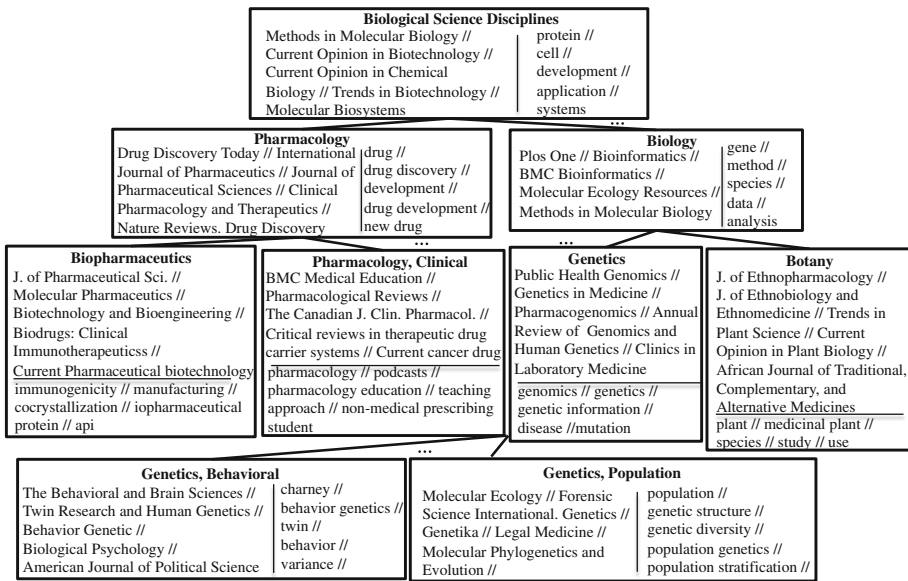 Biological Science Disciplines
Methods in Molecular Biology //
Current Opinion in Biotechnology //
Current Opinion in Chemical
Biology // Trends in Biotechnology //
Molecular Biosystems
protein //
cell //
development //
application //
systems
...
Pharmacology
Drug Discovery Today // International
Journal of Pharmaceutics // Journal of
Pharmaceutical Sciences // Clinical
Pharmacology and Therapeutics //
Nature Reviews. Drug Discovery
drug //
drug discovery //
development //
drug development //
new drug
...
Biology
Plos One // Bioinformatics //
BMC Bioinformatics //
Molecular Ecology Resources //
Methods in Molecular Biology
gene //
method //
species //
data //
analysis
...
Biopharmaceutics
J. of Pharmaceutical Sci. //
Molecular Pharmaceutics //
Biotechnology and Bioengineering //
Biodrugs: Clinical
Immunotherapeuticss //
Current Pharmaceutical biotechnology
immunogenicity // manufacturing //
cocrystallization // iopharmaceutical
protein // api
Pharmacology, Clinical
BMC Medical Education //
Pharmacological Reviews //
The Canadian J. Clin. Pharmacol. //
Critical reviews in therapeutic drug
carrier systems // Current cancer drug
pharmacology // podcasts //
pharmacology education // teaching
approach // non-medical prescribing
student
Genetics
Public Health Genomics //
Genetics in Medicine //
Pharmacogenomics // Annual
Review of Genomics and
Human Genetics // Clinics in
Laboratory Medicine
genomics // genetics //
genetic information //
disease //mutation
Botany
J. of Ethnopharmacology //
J. of Ethnobiology and
Ethnomedicine // Trends in
Plant Science // Current
Opinion in Plant Biology //
African Journal of Traditional,
Complementary, and
Alternative Medicines
plant // medicinal plant //
species // study // use
...
Genetics, Behavioral
The Behavioral and Brain Sciences //
Twin Research and Human Genetics //
Behavior Genetic //
Biological Psychology //
American Journal of Political Science
charney //
behavior genetics //
twin //
behavior //
variance //
Genetics, Population
Molecular Ecology // Forensic
Science International. Genetics //
Genetika // Legal Medicine //
Molecular Phylogenetics and
Evolution //
population //
genetic structure //
genetic diversity //
population genetics //
population stratification //